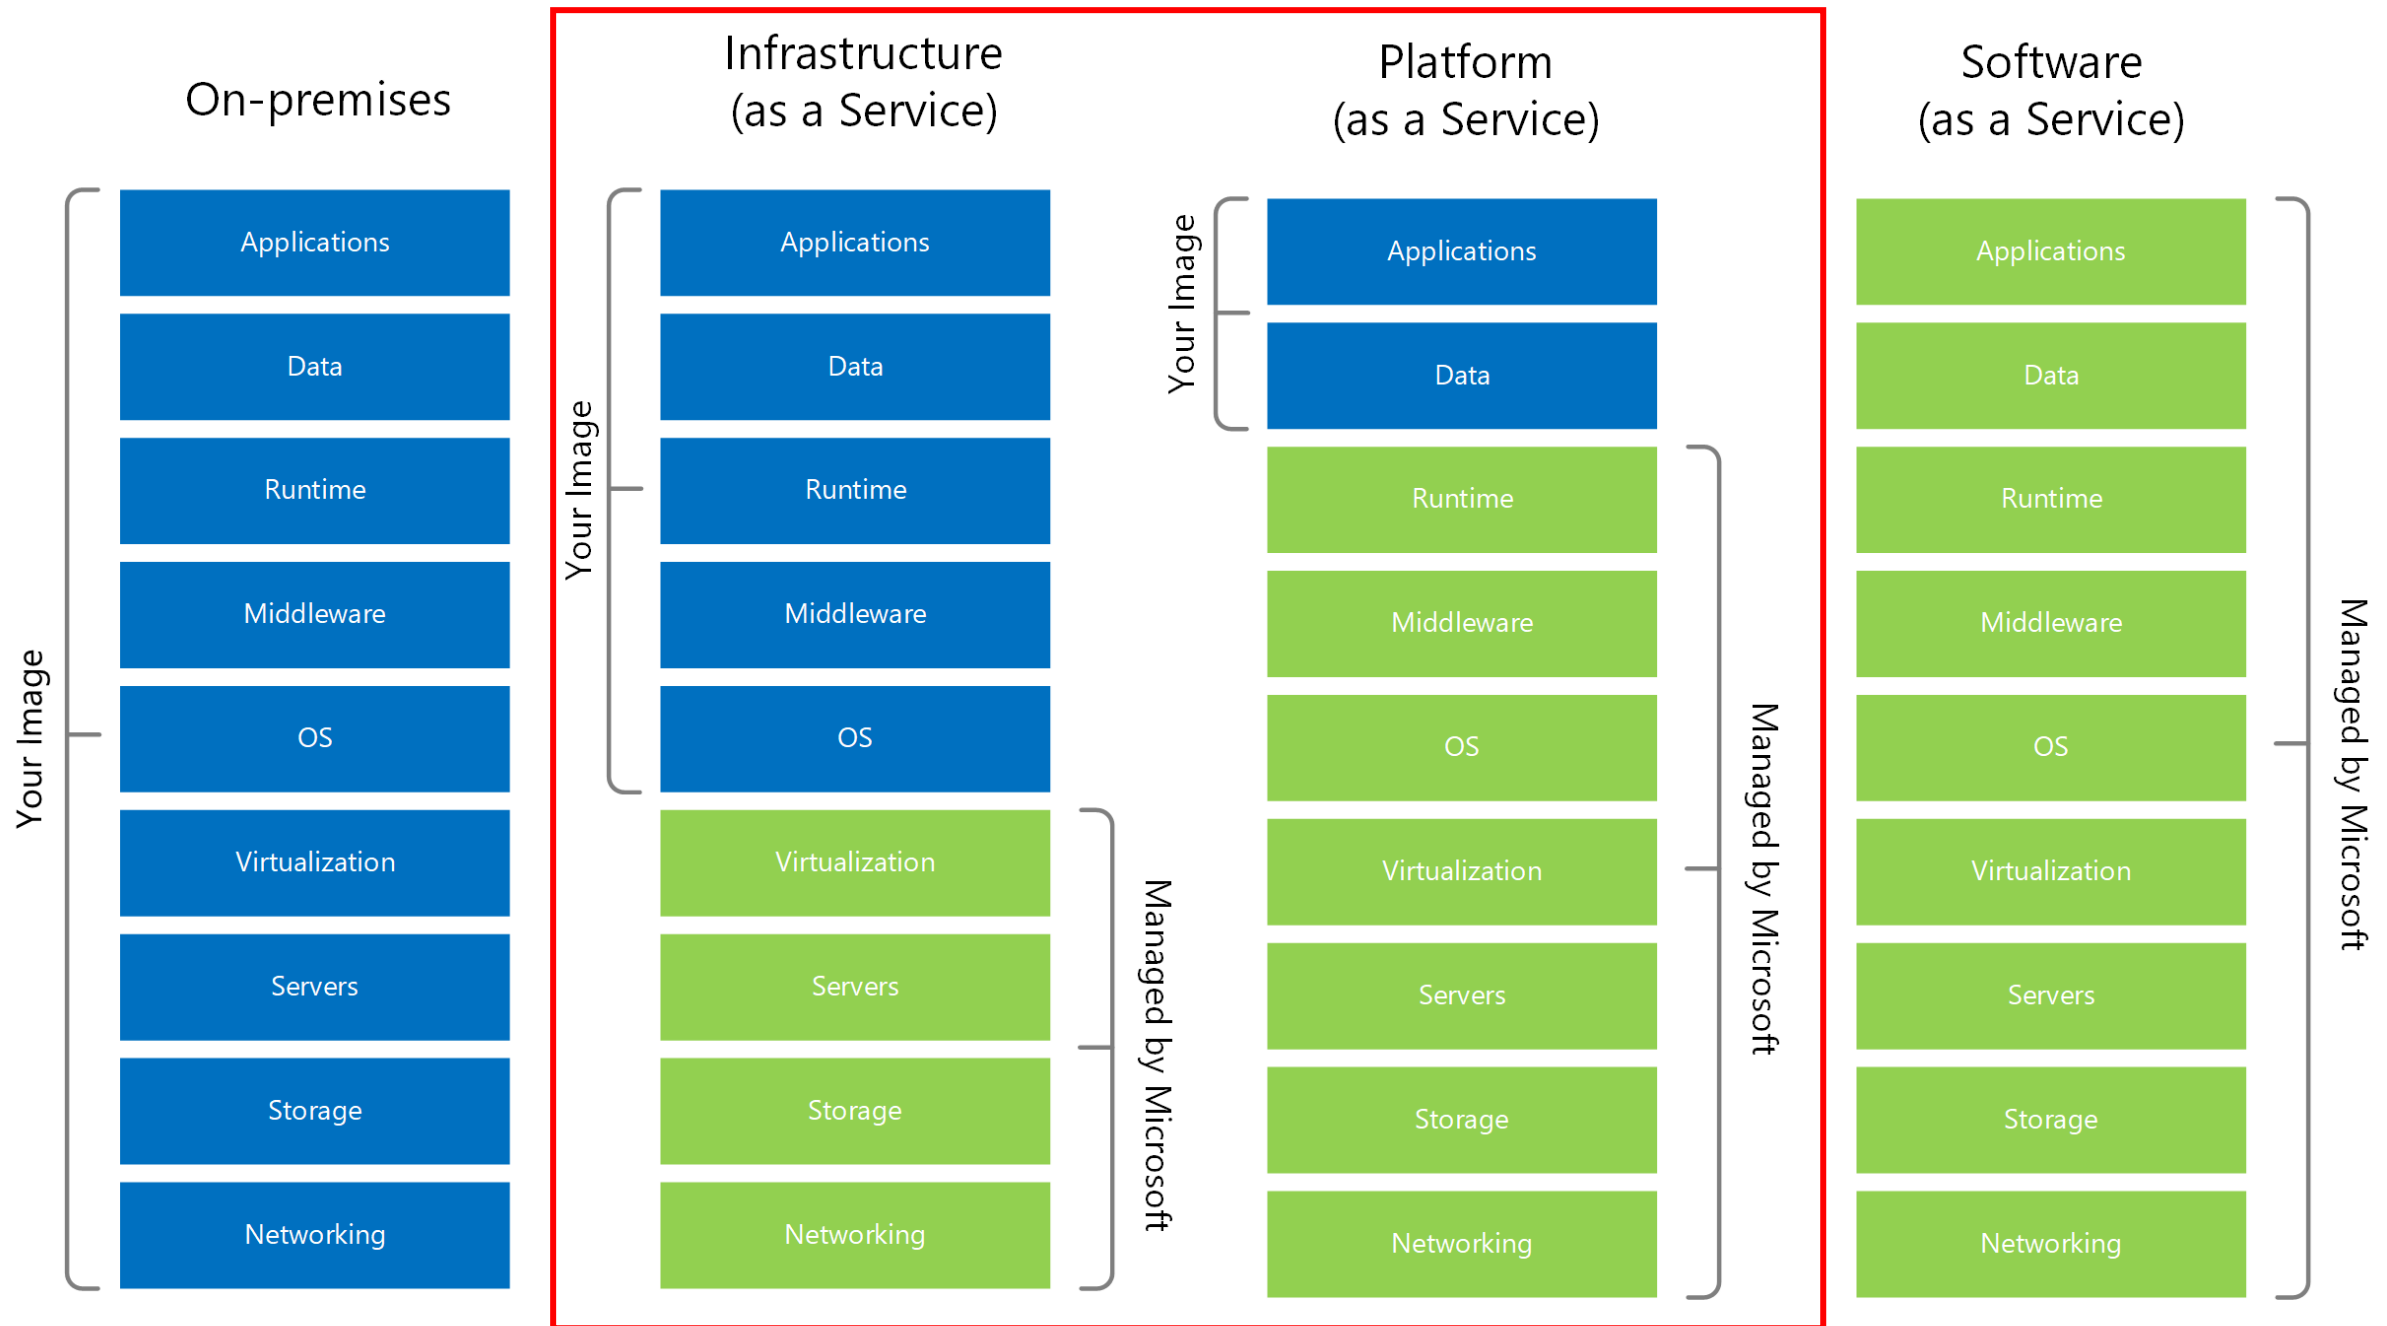 On-premises
Your Image
Applications
Data
Runtime
Middleware
OS
Virtualization
Servers
Storage
Networking
Infrastructure
(as a Service)
Your Image
Applications
Data
Runtime
Middleware
OS
Virtualization
Servers
Storage
Networking
Managed by Microsoft
Platform
(as a Service)
Your Image
Applications
Data
Runtime
Middleware
OS
Virtualization
Servers
Storage
Networking
Managed by Microsoft
Software
(as a Service)
Applications
Data
Runtime
Middleware
OS
Virtualization
Servers
Storage
Networking
Managed by Microsoft